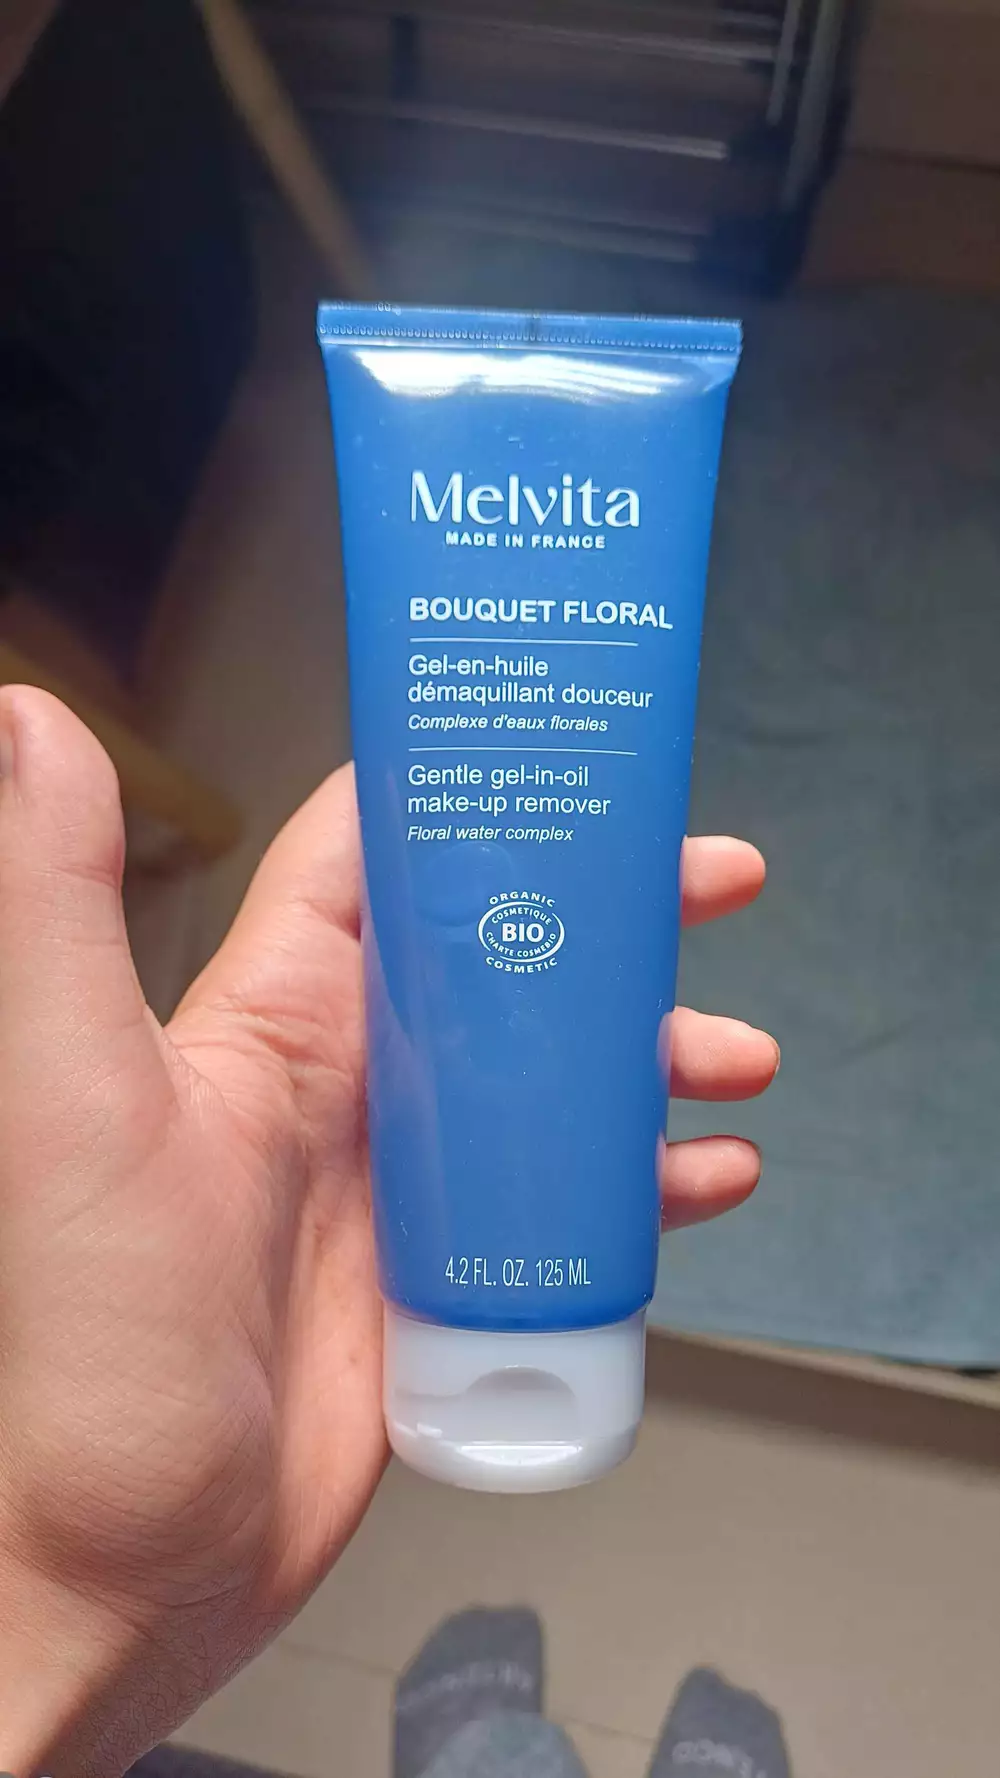 Melvita
MADE IN FRANCE
BOUQUET FLORAL
Gel-en-huile
démaquillant douceur
Complexe d'eaux florales
Gentle gel-in-oil
make-up remover
Floral water complex
ORGANIC
COSMETIQUE
BIO
CHARTE COSMEBIO
COSMETIC
4.2 FL. OZ. 125 ML